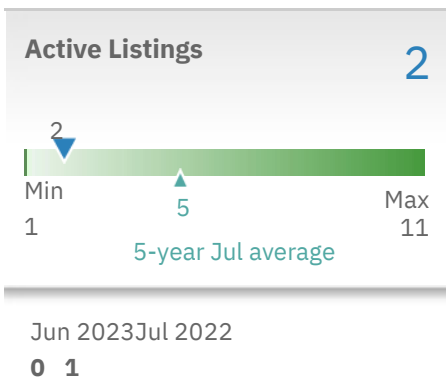 Active Listings 2
2
Min Max
5
1 11
5-year Jul average
Jun 2023Jul 2022
0 1